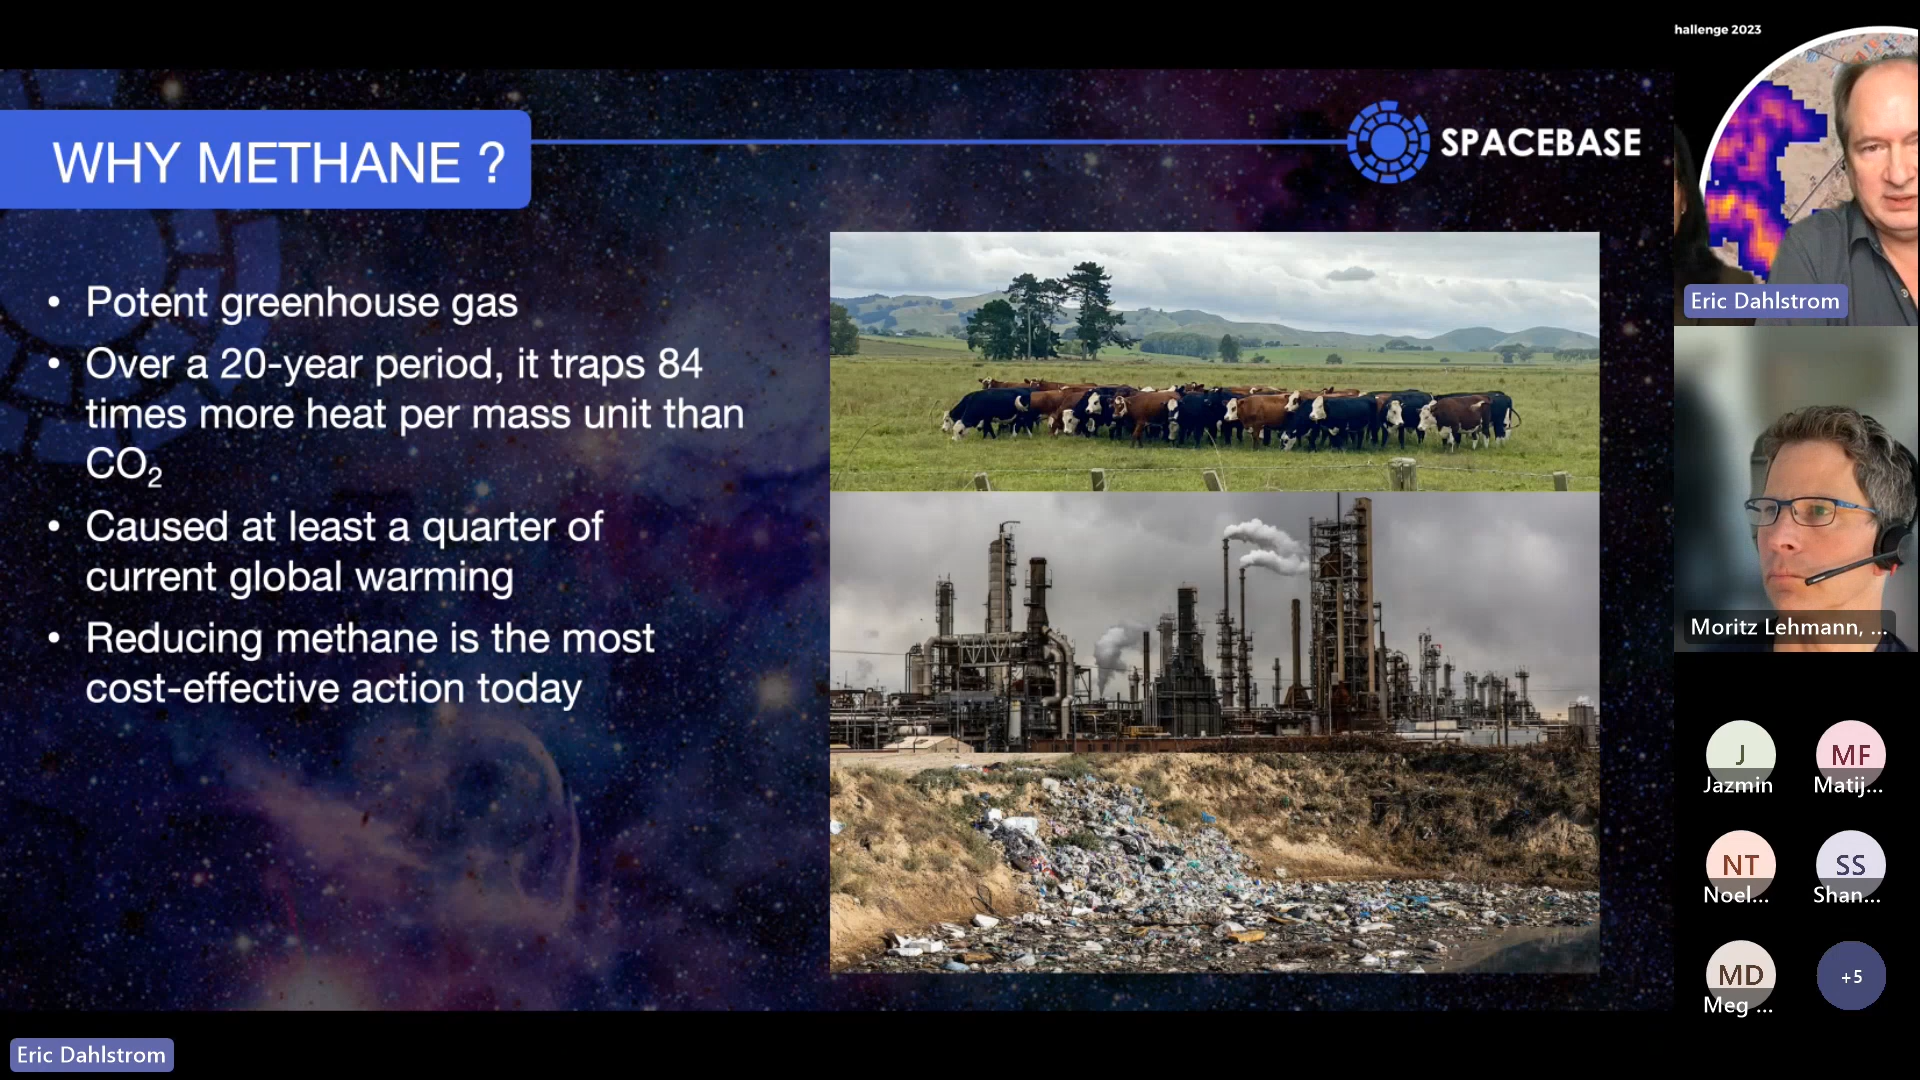 hallenge 2023
WHY METHANE ?
SPACEBASE
• Potent greenhouse gas
• Over a 20-year period, it traps 84
times more heat per mass unit than
CO₂
• Caused at least a quarter of
current global warming
• Reducing methane is the most
cost-effective action today
Eric Dahlstrom
Moritz Lehmann, ...
J
Jazmin
MF
Matij...
NT
Noel...
SS
Shan...
MD
Meg ...
+5
Eric Dahlstrom